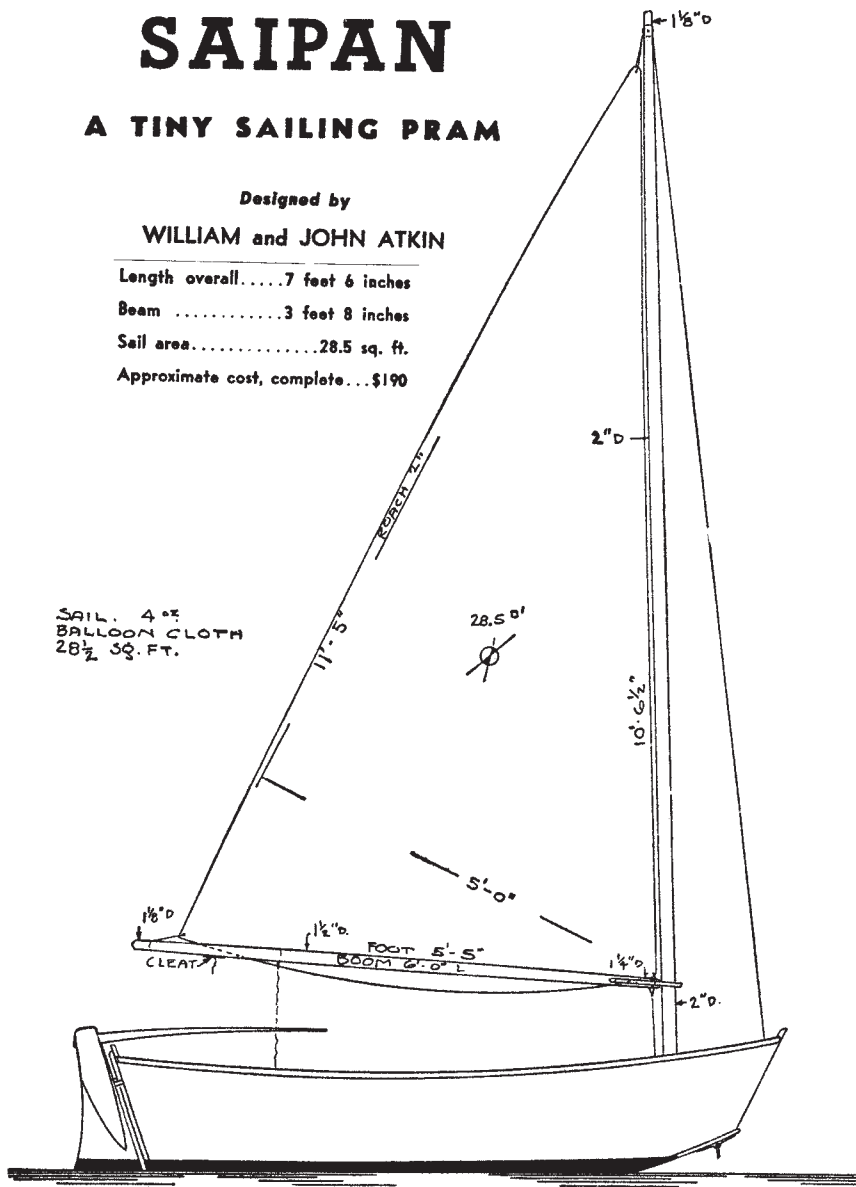 SAIPAN
A TINY SAILING PRAM
Designed by
WILLIAM and JOHN ATKIN
Length overall.....7 feet 6 inches
Beam ............3 feet 8 inches
Sail area..............28.5 sq. ft.
Approximate cost, complete...$190
1⅛"D
2"D
ROACH 2"
11'-5"
SAIL. 4 oz.
BALLOON CLOTH
28½ SQ. FT.
28.5□'
10'-6½"
5'-0"
1⅛"D
1½"D.
FOOT 5'-5"
BOOM 6'-0" L
CLEAT
1¼"D
2"D.